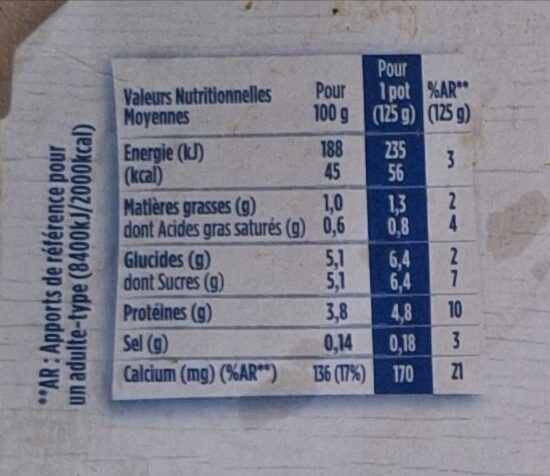 Valeurs Nutritionnelles Moyennes | Pour 100 g | Pour 1 pot (125 g) | %AR** (125 g)
Energie (kJ) 188 235 3
(kcal) 45 56
Matières grasses (g) 1,0 1,3 2
dont Acides gras saturés (g) 0,6 0,8 4
Glucides (g) 5,1 6,4 2
dont Sucres (g) 5,1 6,4 7
Protéines (g) 3,8 4,8 10
Sel (g) 0,14 0,18 3
Calcium (mg) (%AR**) 136 (17%) 170 21
**AR : Apports de référence pour
un adulte-type (8400kJ/2000kcal)